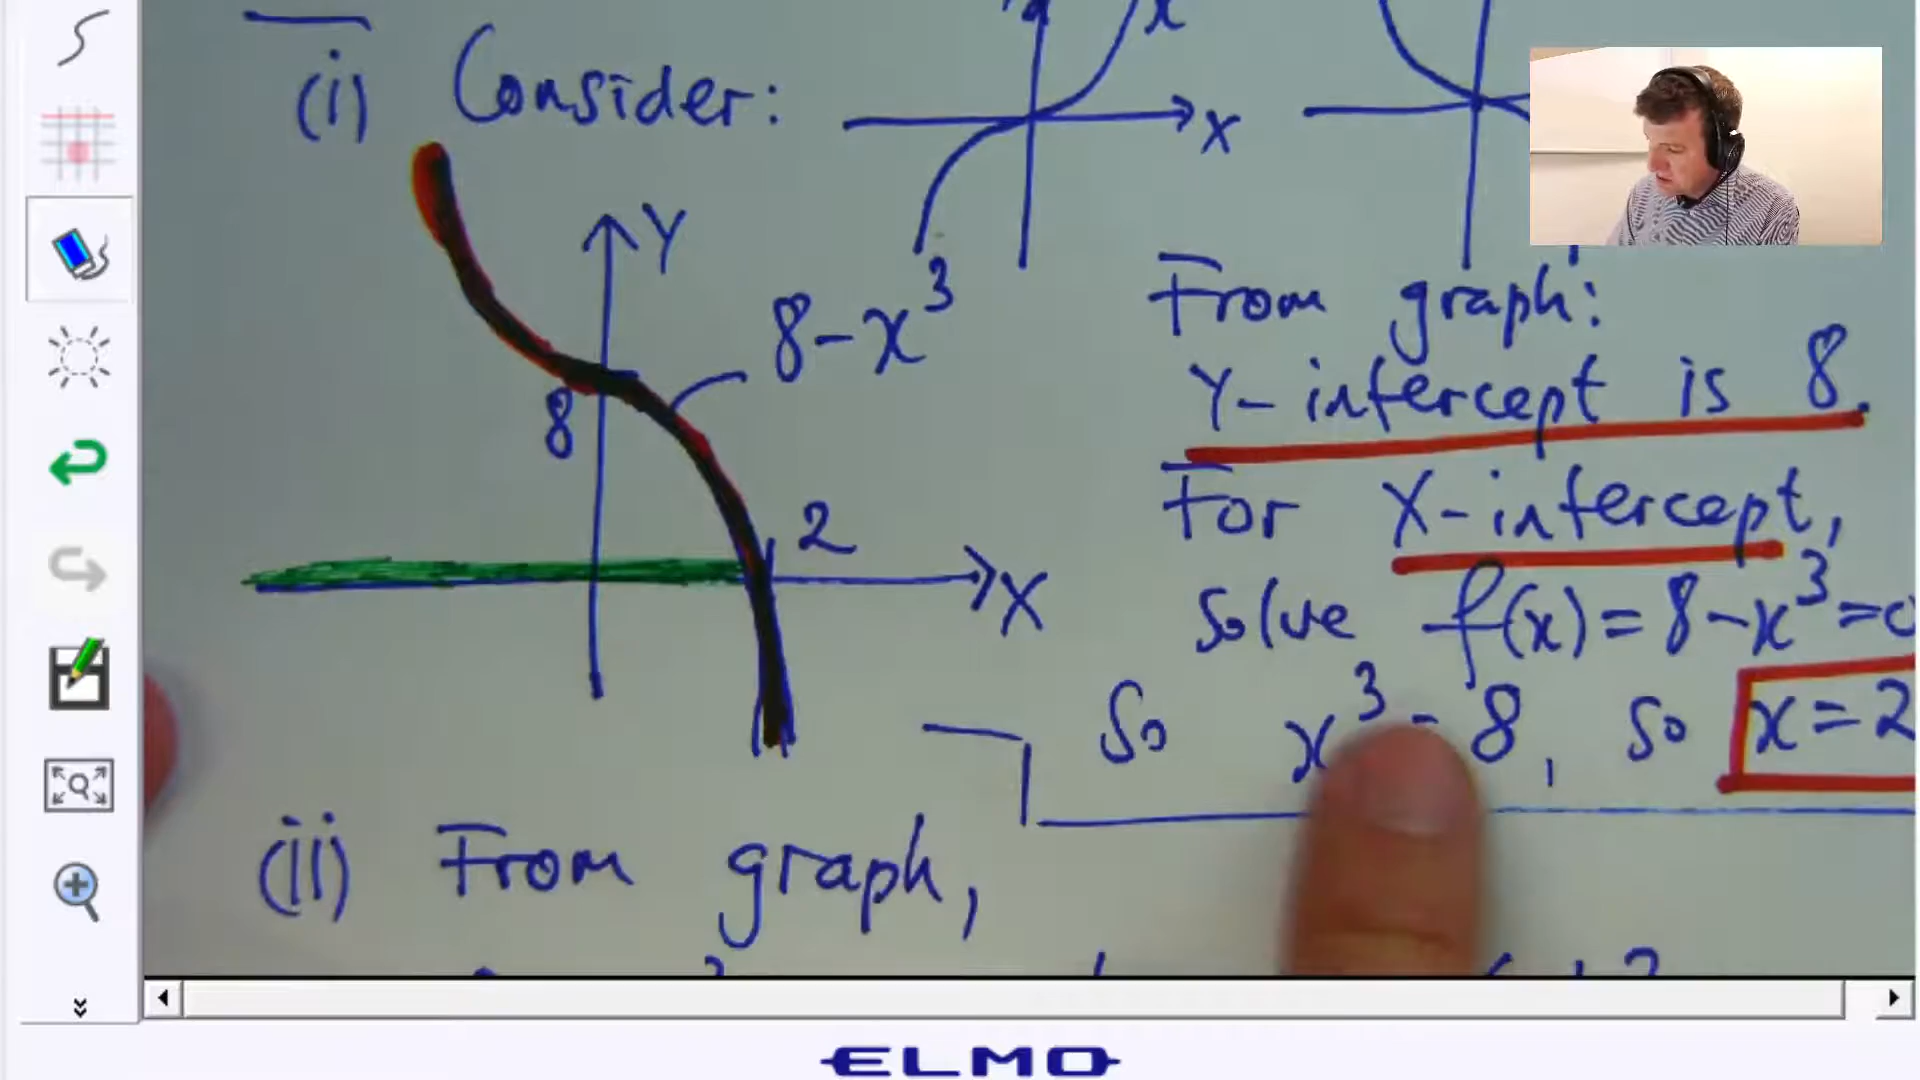 (i) Consider:
x
X
Y
8-x³
8
2
X
From graph:
Y-intercept is 8.
For X-intercept,
Solve f(x)=8-x³=0
So x³=8, so x=2
(ii) From graph,
ELMO